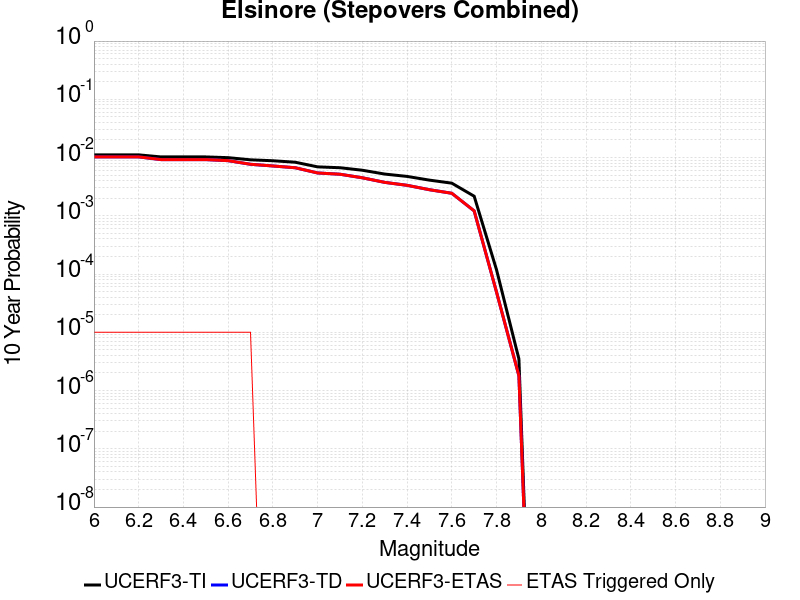 Elsinore (Stepovers Combined)
10 Year Probability
10^0
10^-1
10^-2
10^-3
10^-4
10^-5
10^-6
10^-7
10^-8
6 6.2 6.4 6.6 6.8 7 7.2 7.4 7.6 7.8 8 8.2 8.4 8.6 8.8 9
Magnitude
UCERF3-TI UCERF3-TD UCERF3-ETAS ETAS Triggered Only